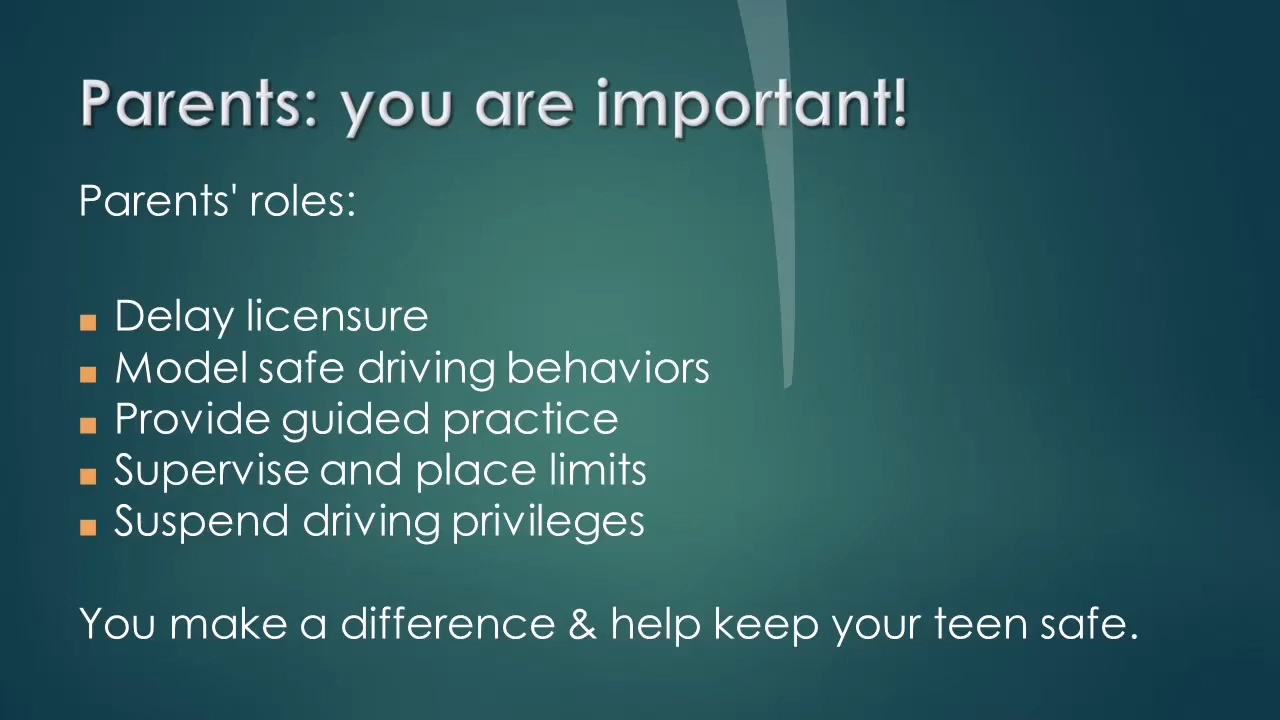 Parents: you are important!
Parents' roles:
■ Delay licensure
■ Model safe driving behaviors
■ Provide guided practice
■ Supervise and place limits
■ Suspend driving privileges
You make a difference & help keep your teen safe.